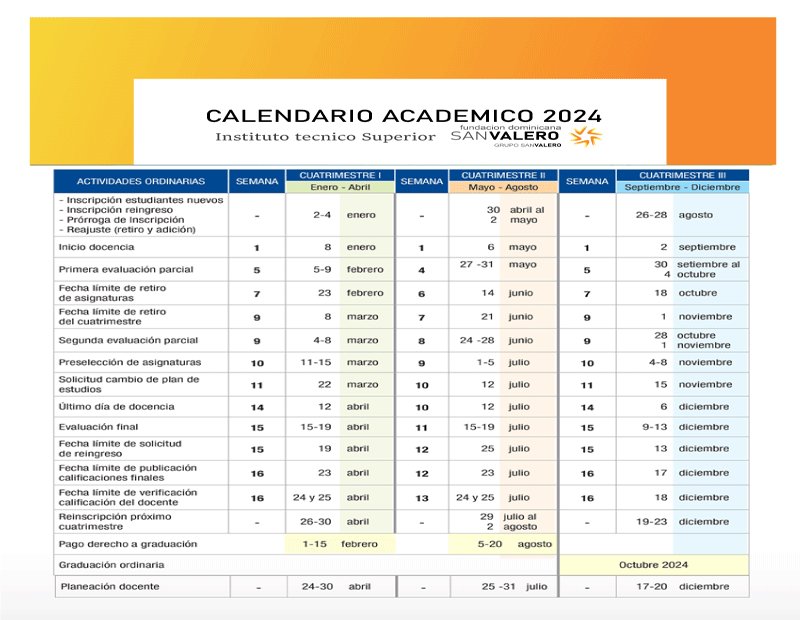 CALENDARIO ACADEMICO 2024
Instituto tecnico Superior
fundacion dominicana
SANVALERO
GRUPO SANVALERO
ACTIVIDADES ORDINARIAS SEMANA CUATRIMESTRE I SEMANA CUATRIMESTRE II SEMANA CUATRIMESTRE III
Enero - Abril Mayo - Agosto Septiembre - Diciembre
- Inscripción estudiantes nuevos
- Inscripción reingreso
- Prórroga de Inscripción
- Reajuste (retiro y adición)
- 2-4 enero - 30 abril al - 26-28 agosto
2 mayo
Inicio docencia 1 8 enero 1 6 mayo 1 2 septiembre
Primera evaluación parcial 5 5-9 febrero 4 27 -31 mayo 5 30 setiembre al
4 octubre
Fecha límite de retiro
de asignaturas 7 23 febrero 6 14 junio 7 18 octubre
Fecha límite de retiro
del cuatrimestre 9 8 marzo 7 21 junio 9 1 noviembre
Segunda evaluación parcial 9 4-8 marzo 8 24 -28 junio 9 28 octubre
1 noviembre
Preselección de asignaturas 10 11-15 marzo 9 1-5 julio 10 4-8 noviembre
Solicitud cambio de plan de
estudios 11 22 marzo 10 12 julio 11 15 noviembre
Último día de docencia 14 12 abril 10 12 julio 14 6 diciembre
Evaluación final 15 15-19 abril 11 15-19 julio 15 9-13 diciembre
Fecha límite de solicitud
de reingreso 15 19 abril 12 25 julio 15 13 diciembre
Fecha límite de publicación
calificaciones finales 16 23 abril 12 23 julio 16 17 diciembre
Fecha límite de verificación
calificación del docente 16 24 y 25 abril 13 24 y 25 julio 16 18 diciembre
Reinscripción próximo
cuatrimestre - 26-30 abril - 29 julio al - 19-23 diciembre
2 agosto
Pago derecho a graduación 1-15 febrero 5-20 agosto
Graduación ordinaria Octubre 2024
Planeación docente - 24-30 abril - 25 -31 julio - 17-20 diciembre